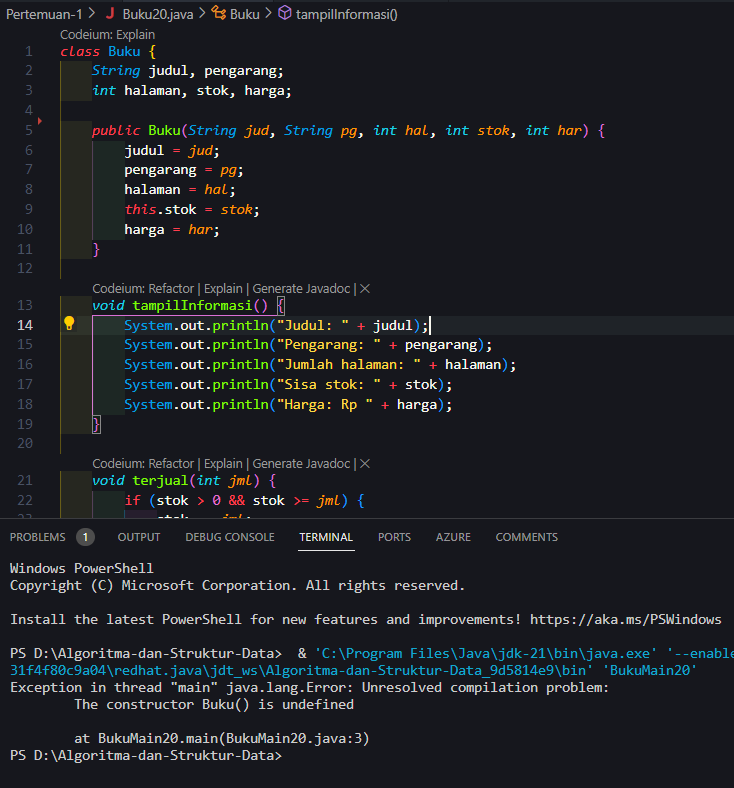 Pertemuan-1 > J Buku20.java > Buku > tampilInformasi()
Codeium: Explain
1 class Buku {
2 String judul, pengarang;
3 int halaman, stok, harga;
4
5 public Buku(String jud, String pg, int hal, int stok, int har) {
6 judul = jud;
7 pengarang = pg;
8 halaman = hal;
9 this.stok = stok;
10 harga = har;
11 }
12
Codeium: Refactor | Explain | Generate Javadoc | ×
13 void tampilInformasi() {
14 System.out.println("Judul: " + judul);
15 System.out.println("Pengarang: " + pengarang);
16 System.out.println("Jumlah halaman: " + halaman);
17 System.out.println("Sisa stok: " + stok);
18 System.out.println("Harga: Rp " + harga);
19 }
20
Codeium: Refactor | Explain | Generate Javadoc | ×
21 void terjual(int jml) {
22 if (stok > 0 && stok >= jml) {
PROBLEMS 1 OUTPUT DEBUG CONSOLE TERMINAL PORTS AZURE COMMENTS
Windows PowerShell
Copyright (C) Microsoft Corporation. All rights reserved.
Install the latest PowerShell for new features and improvements! https://aka.ms/PSWindows
PS D:\Algoritma-dan-Struktur-Data> & 'C:\Program Files\Java\jdk-21\bin\java.exe' '--enable
31f4f80c9a04\redhat.java\jdt_ws\Algoritma-dan-Struktur-Data_9d5814e9\bin' 'BukuMain20'
Exception in thread "main" java.lang.Error: Unresolved compilation problem:
The constructor Buku() is undefined
at BukuMain20.main(BukuMain20.java:3)
PS D:\Algoritma-dan-Struktur-Data>